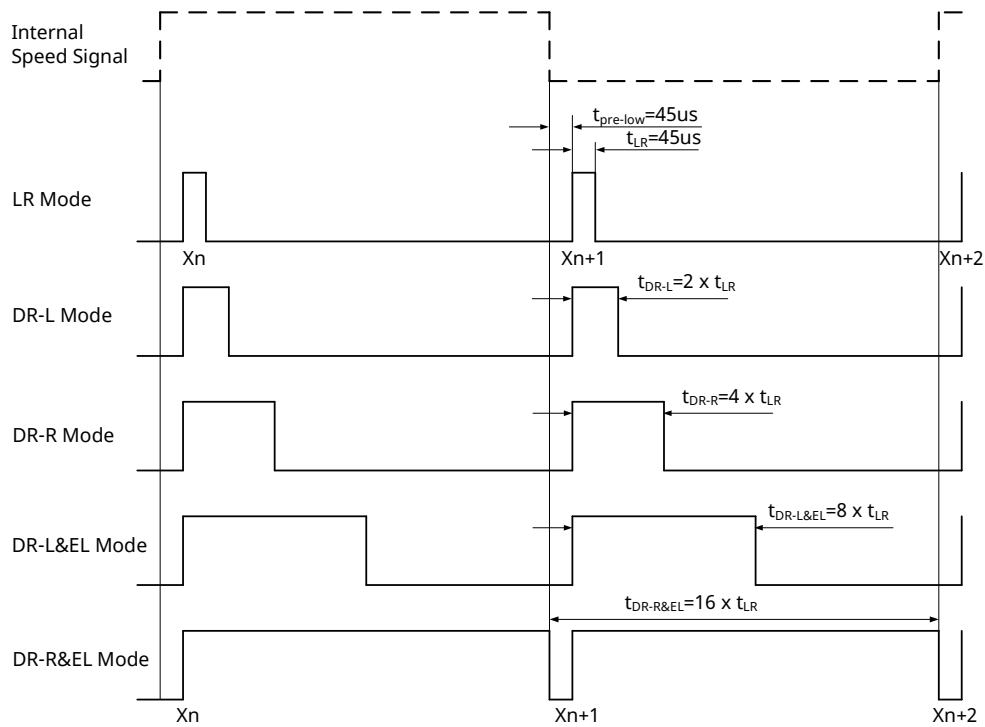 Internal
Speed Signal
tpre-low=45us
tLR=45us
LR Mode
Xn
Xn+1
Xn+2
tDR-L=2 x tLR
DR-L Mode
tDR-R=4 x tLR
DR-R Mode
tDR-L&EL=8 x tLR
DR-L&EL Mode
tDR-R&EL=16 x tLR
DR-R&EL Mode
Xn
Xn+1
Xn+2